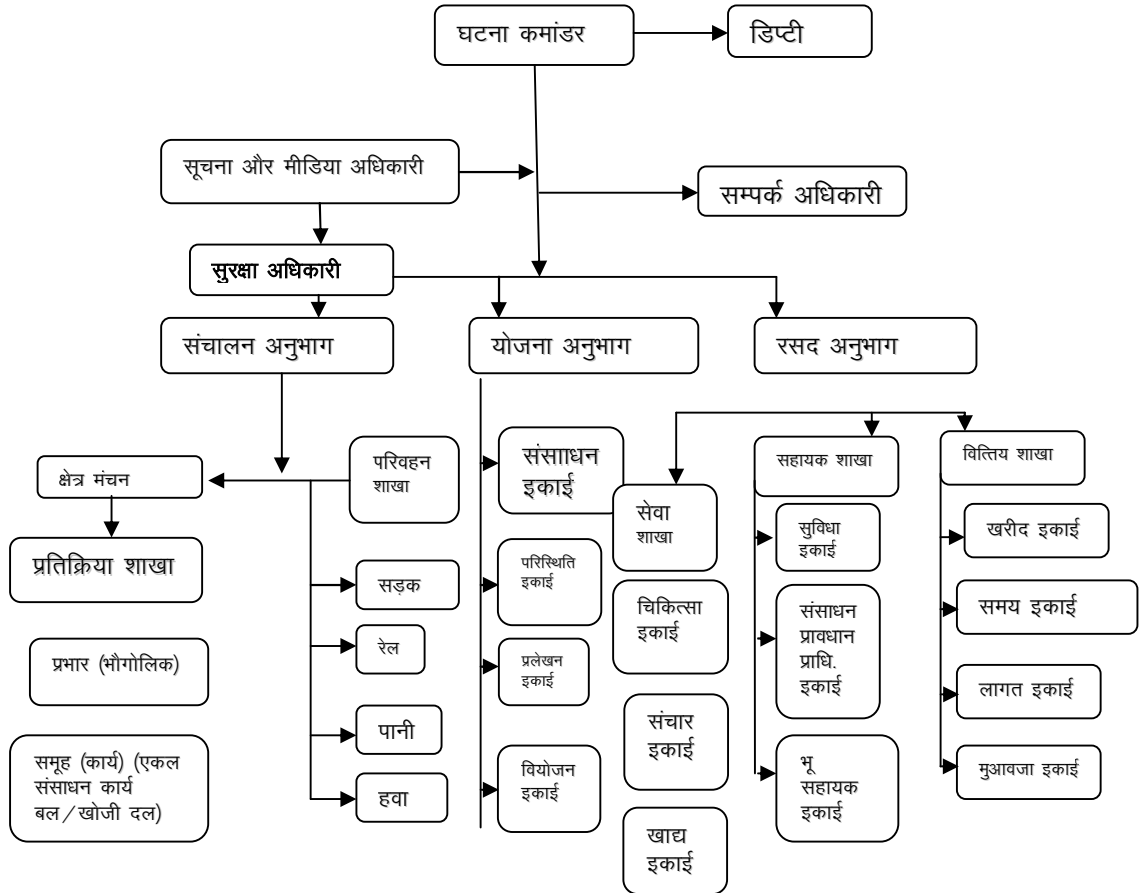 घटना कमांडर
डिप्टी
सूचना और मीडिया अधिकारी
सम्पर्क अधिकारी
सुरक्षा अधिकारी
संचालन अनुभाग
योजना अनुभाग
रसद अनुभाग
क्षेत्र मंचन
प्रतिक्रिया शाखा
प्रभार (भौगोलिक)
समूह (कार्य) (एकल
संसाधन कार्य
बल/खोजी दल)
परिवहन
शाखा
सड़क
रेल
पानी
हवा
संसााधन
इकाई
परिस्थिति
इकाई
प्रलेखन
इकाई
वियोजन
इकाई
सेवा
शाखा
चिकित्सा
इकाई
संचार
इकाई
खाद्य
इकाई
सहायक शाखा
सुविधा
इकाई
संसाधन
प्रावधान
प्राधि.
इकाई
भू
सहायक
इकाई
वित्तिय शाखा
खरीद इकाई
समय इकाई
लागत इकाई
मुआवजा इकाई